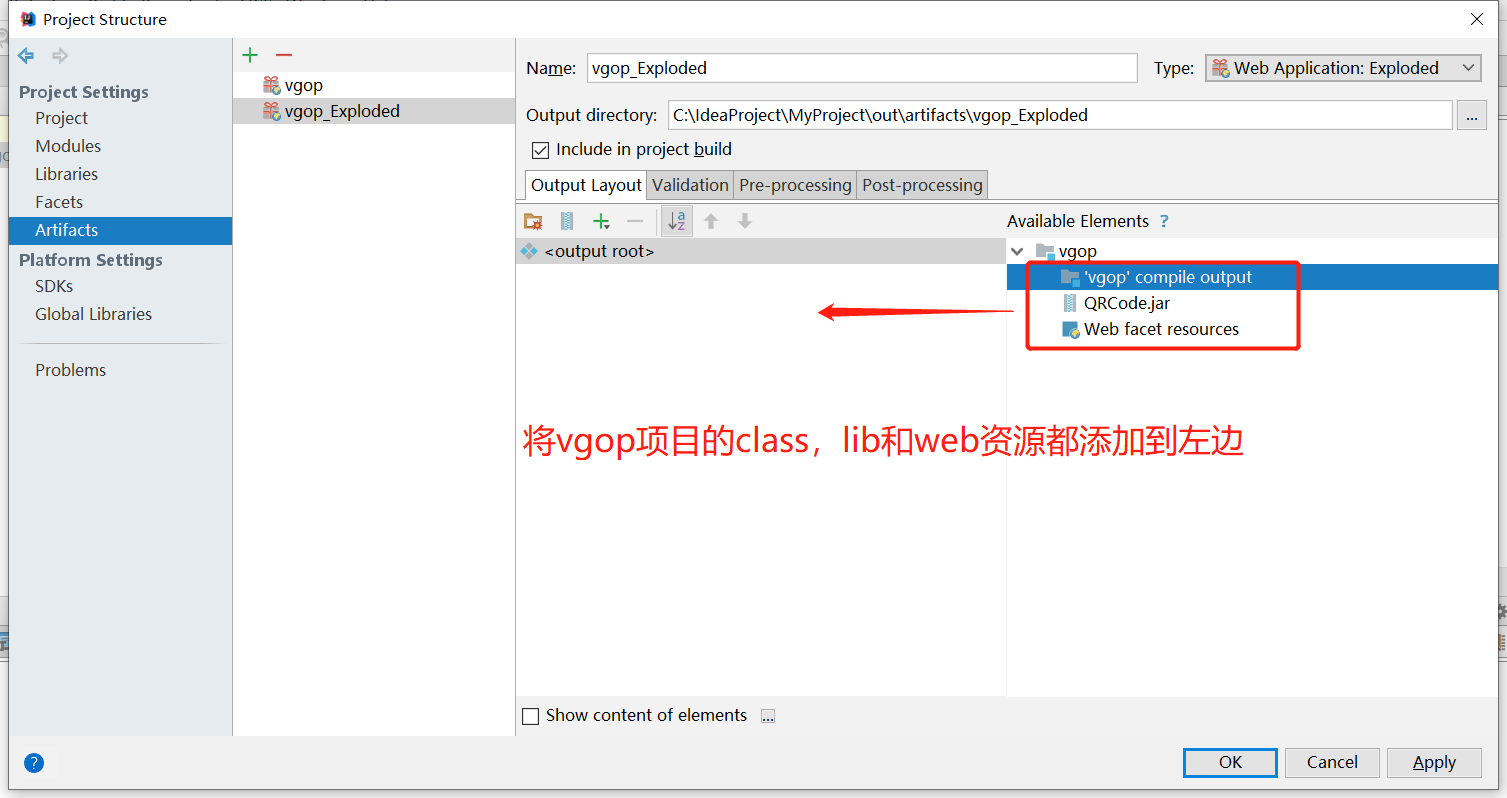 Project Structure
Project Settings
Project
Modules
Libraries
Facets
Artifacts
Platform Settings
SDKs
Global Libraries
Problems
vgop
vgop_Exploded
Name: vgop_Exploded Type: Web Application: Exploded
Output directory: C:\IdeaProject\MyProject\out\artifacts\vgop_Exploded ...
Include in project build
Output Layout Validation Pre-processing Post-processing
Available Elements ?
<output root>
vgop
'vgop' compile output
QRCode.jar
Web facet resources
将vgop项目的class，lib和web资源都添加到左边
Show content of elements ...
? OK Cancel Apply